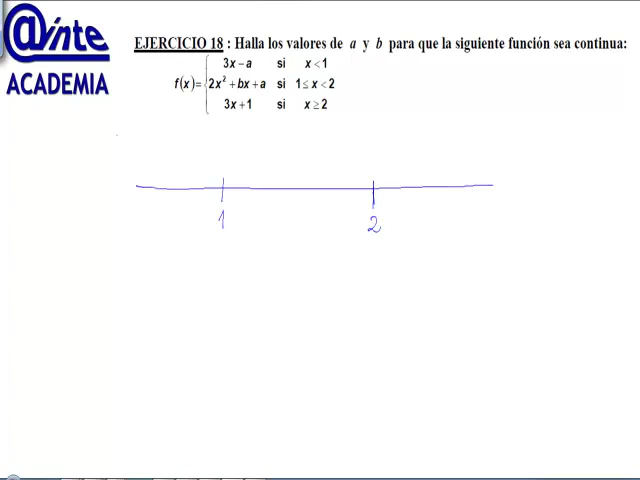 @vinte
ACADEMIA
EJERCICIO 18 : Halla los valores de a y b para que la siguiente función sea continua:
3x − a si x < 1
f(x) = 2x² + bx + a si 1 ≤ x < 2
3x + 1 si x ≥ 2
1 2